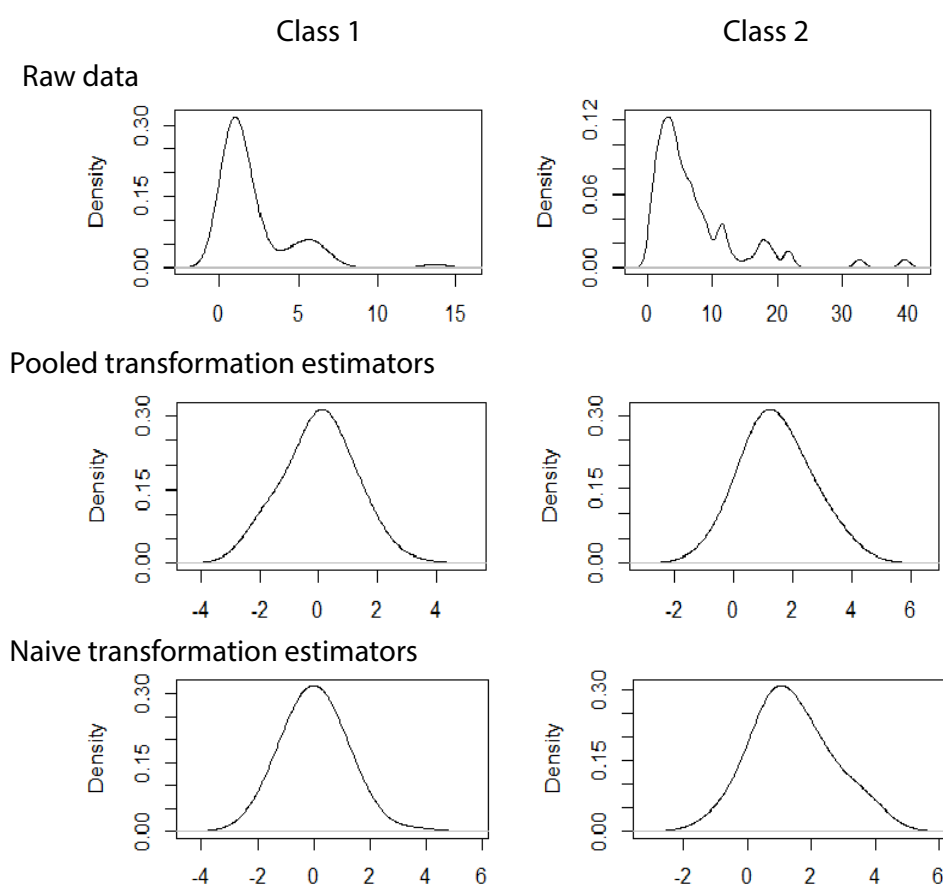 Class 1 Class 2
Raw data
Density 0.00 0.15 0.30
0 5 10 15
Density 0.00 0.06 0.12
0 10 20 30 40
Pooled transformation estimators
Density 0.00 0.15 0.30
-4 -2 0 2 4
Density 0.00 0.15 0.30
-2 0 2 4 6
Naive transformation estimators
Density 0.00 0.15 0.30
-4 -2 0 2 4 6
Density 0.00 0.15 0.30
-2 0 2 4 6